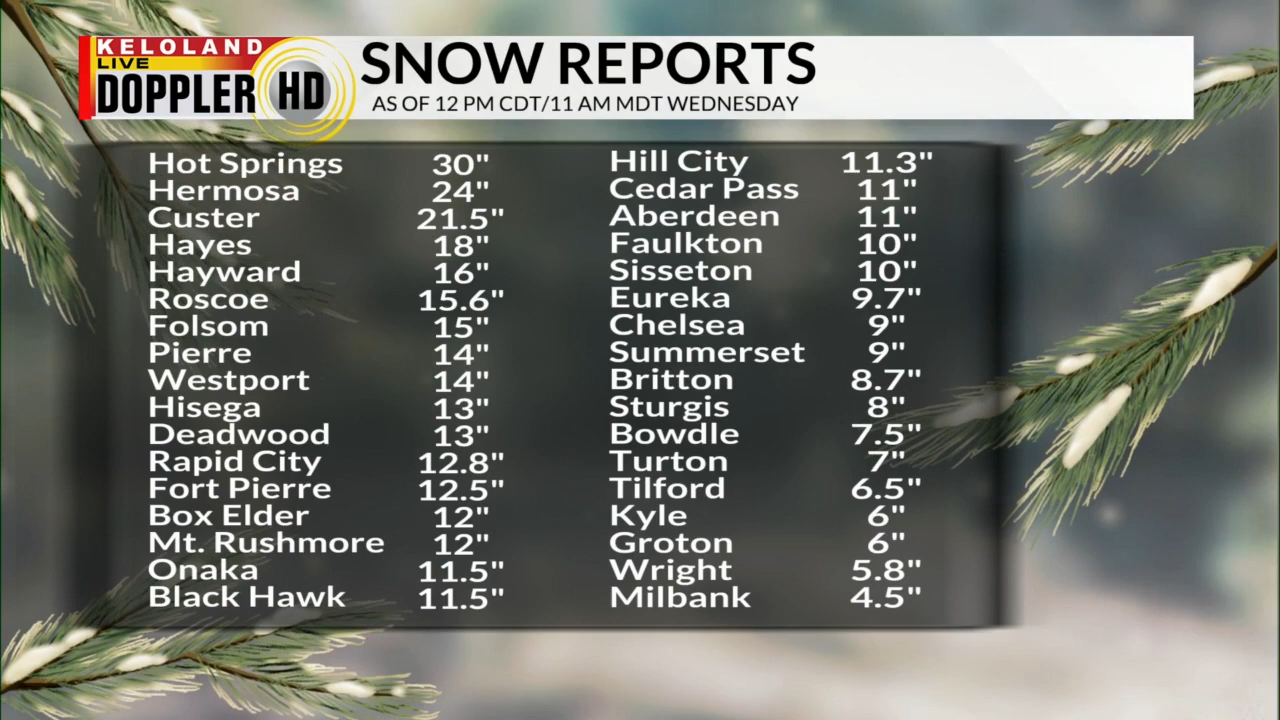 KELOLAND
LIVE
DOPPLER HD
SNOW REPORTS
AS OF 12 PM CDT/11 AM MDT WEDNESDAY
Hot Springs 30"
Hermosa 24"
Custer 21.5"
Hayes 18"
Hayward 16"
Roscoe 15.6"
Folsom 15"
Pierre 14"
Westport 14"
Hisega 13"
Deadwood 13"
Rapid City 12.8"
Fort Pierre 12.5"
Box Elder 12"
Mt. Rushmore 12"
Onaka 11.5"
Black Hawk 11.5"
Hill City 11.3"
Cedar Pass 11"
Aberdeen 11"
Faulkton 10"
Sisseton 10"
Eureka 9.7"
Chelsea 9"
Summerset 9"
Britton 8.7"
Sturgis 8"
Bowdle 7.5"
Turton 7"
Tilford 6.5"
Kyle 6"
Groton 6"
Wright 5.8"
Milbank 4.5"